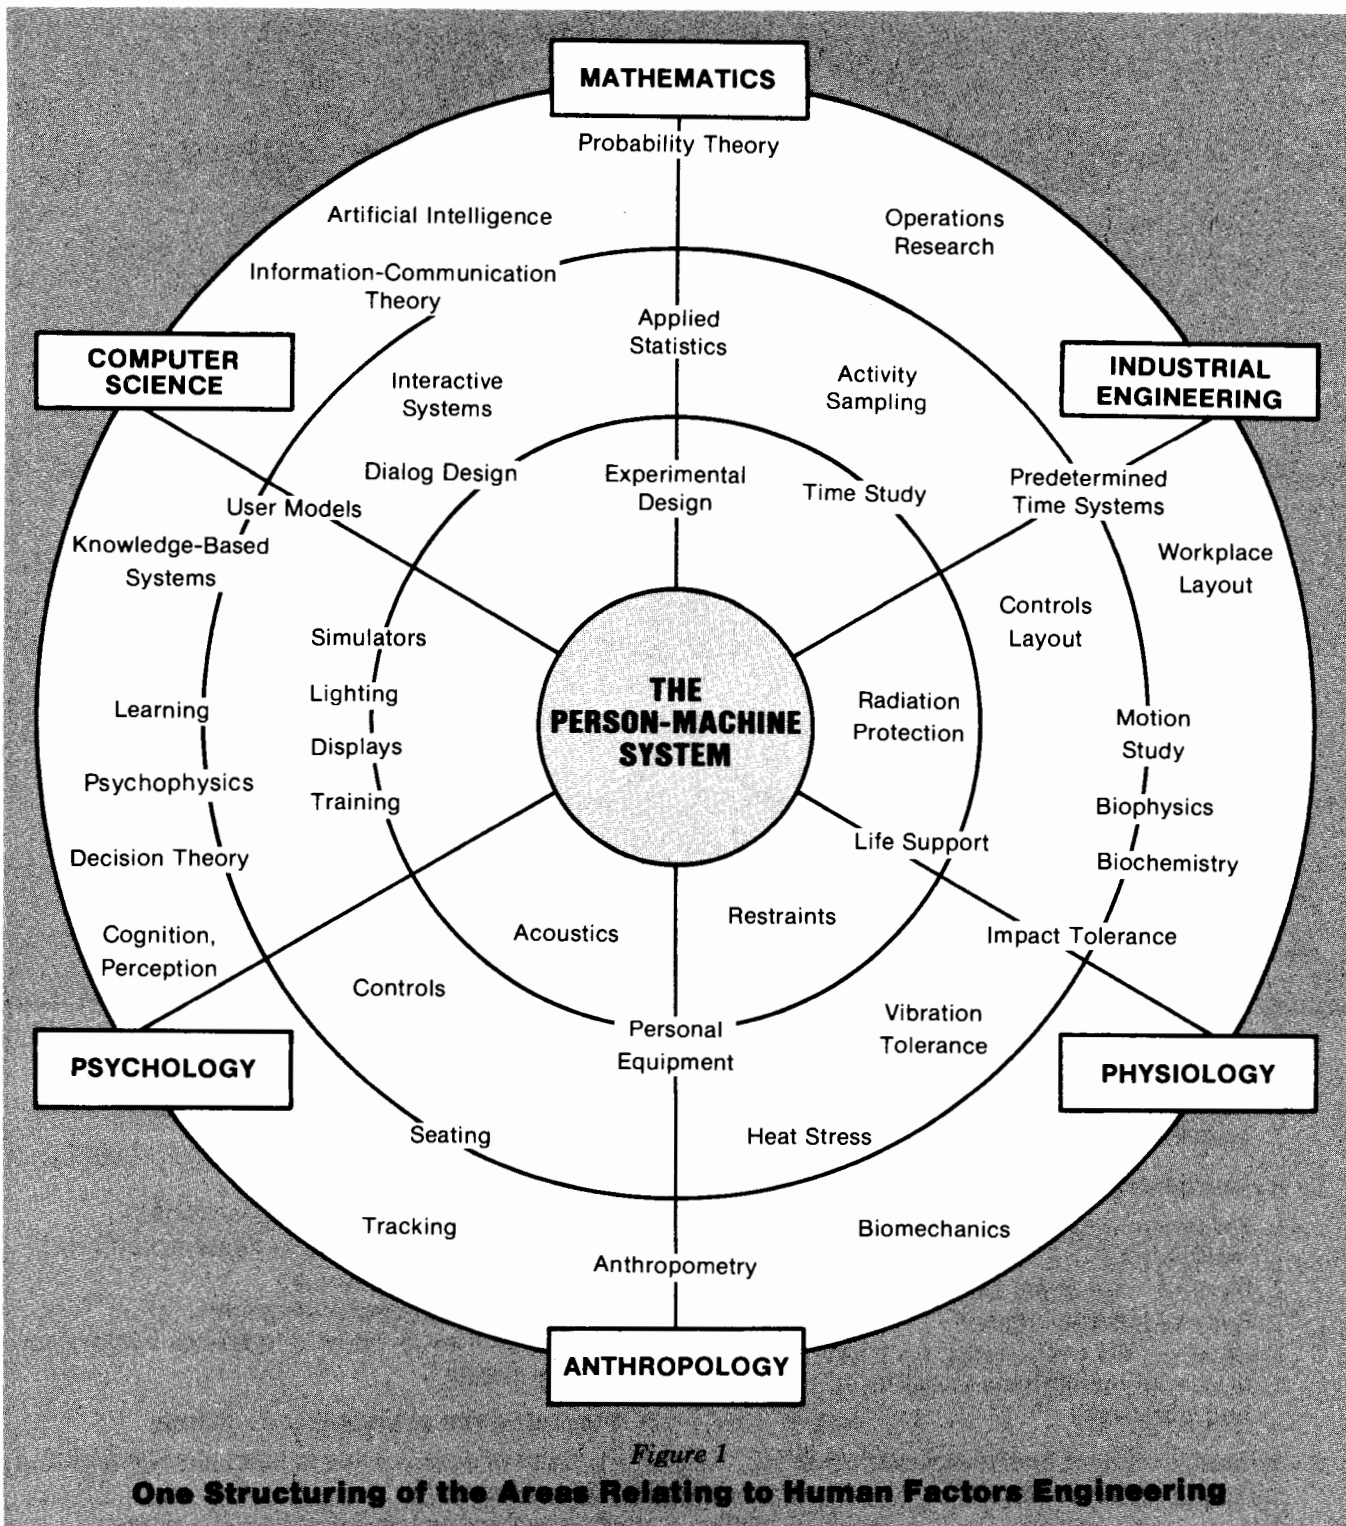 MATHEMATICS
Probability Theory
Artificial Intelligence
Operations
Research
Information-Communication
Theory
Applied
Statistics
COMPUTER
SCIENCE
INDUSTRIAL
ENGINEERING
Interactive
Systems
Activity
Sampling
Dialog Design
Experimental
Design
Time Study
Predetermined
Time Systems
User Models
Knowledge-Based
Systems
Workplace
Layout
Controls
Layout
Simulators
Lighting
Displays
Training
THE
PERSON-MACHINE
SYSTEM
Radiation
Protection
Learning
Psychophysics
Decision Theory
Cognition,
Perception
Motion
Study
Biophysics
Biochemistry
Life Support
Restraints
Acoustics
Impact Tolerance
Controls
Vibration
Tolerance
Personal
Equipment
PSYCHOLOGY
PHYSIOLOGY
Seating
Heat Stress
Tracking
Biomechanics
Anthropometry
ANTHROPOLOGY
Figure 1
One Structuring of the Areas Relating to Human Factors Engineering